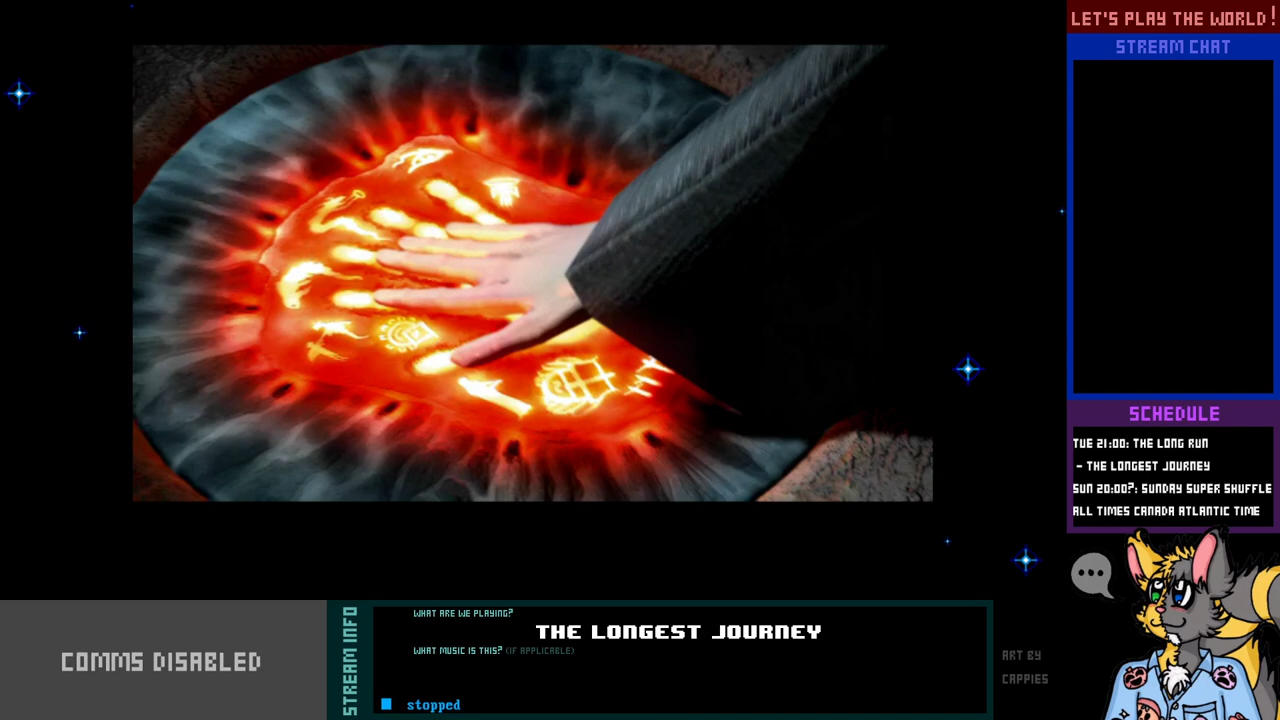 LET'S PLAY THE WORLD!
STREAM CHAT
SCHEDULE
TUE 21:00: THE LONG RUN
- THE LONGEST JOURNEY
SUN 20:00?: SUNDAY SUPER SHUFFLE
ALL TIMES CANADA ATLANTIC TIME
COMMS DISABLED
STREAM INFO
WHAT ARE WE PLAYING?
THE LONGEST JOURNEY
WHAT MUSIC IS THIS? (IF APPLICABLE)
stopped
ART BY
CAPPIES